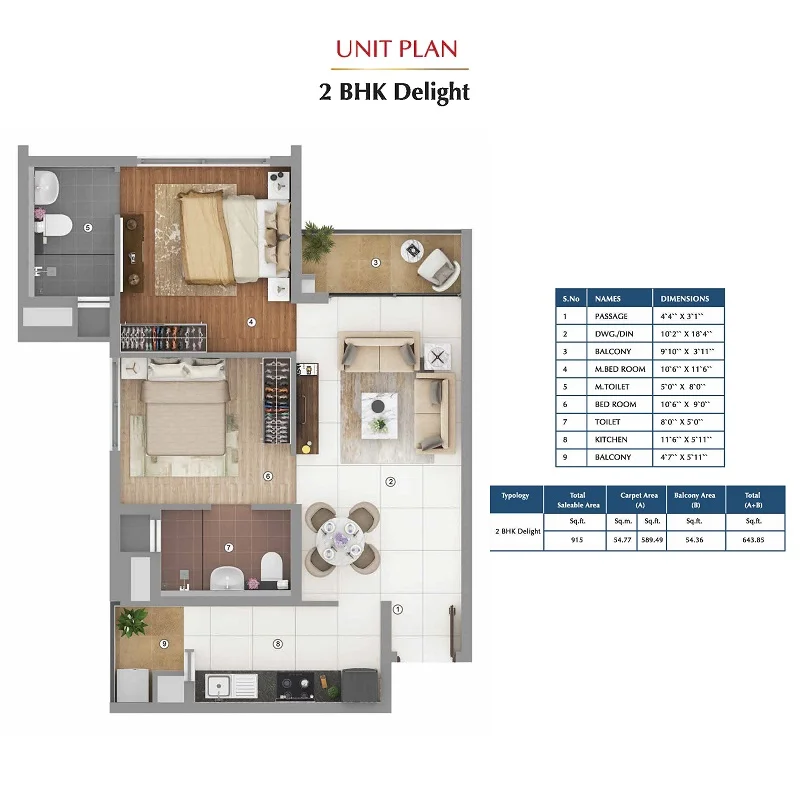 UNIT PLAN
2 BHK Delight
5
3
4
6
2
7
1
9
8
S.No NAMES DIMENSIONS
1 PASSAGE 4`4`` X 3`1``
2 DWG./DIN 10`2`` X 18`4``
3 BALCONY 9`10`` X 3`11``
4 M.BED ROOM 10`6`` X 11`6``
5 M.TOILET 5`0`` X 8`0``
6 BED ROOM 10`6`` X 9`0``
7 TOILET 8`0`` X 5`0``
8 KITCHEN 11`6`` X 5`11``
9 BALCONY 4`7`` X 5`11``
Typology Total Saleable Area Carpet Area (A) Balcony Area (B) Total (A+B)
Sq.ft. Sq.m. Sq.ft. Sq.ft. Sq.ft.
2 BHK Delight 915 54.77 589.49 54.36 643.85